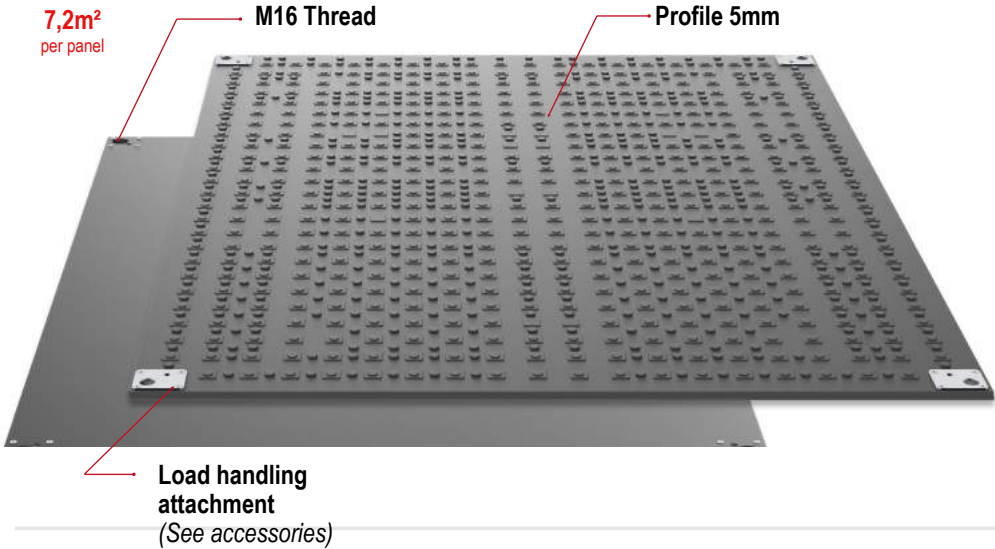 7,2m²
per panel
M16 Thread
Profile 5mm
Load handling
attachment
(See accessories)